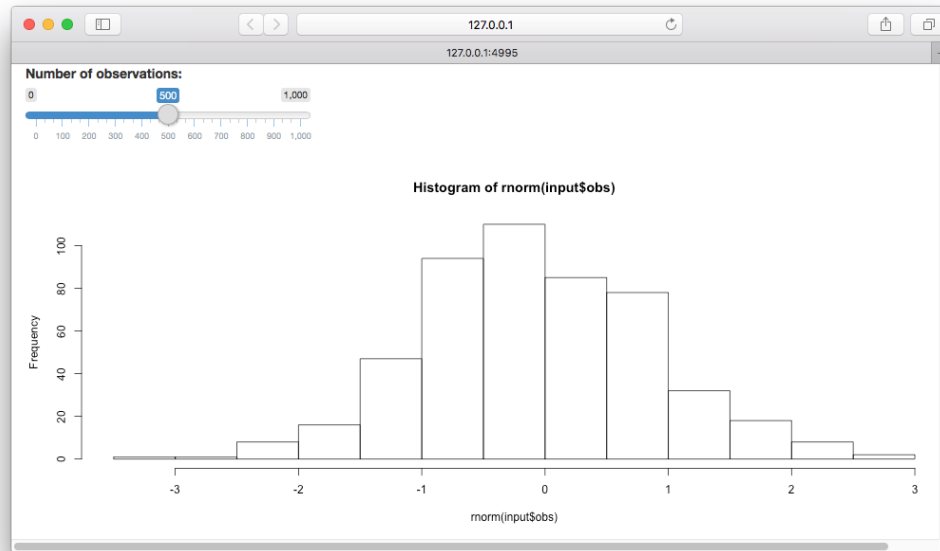 127.0.0.1
127.0.0.1:4995
Number of observations:
0 500 1,000
0 100 200 300 400 500 600 700 800 900 1,000
Histogram of rnorm(input$obs)
Frequency
100
80
60
40
20
0
-3 -2 -1 0 1 2 3
rnorm(input$obs)